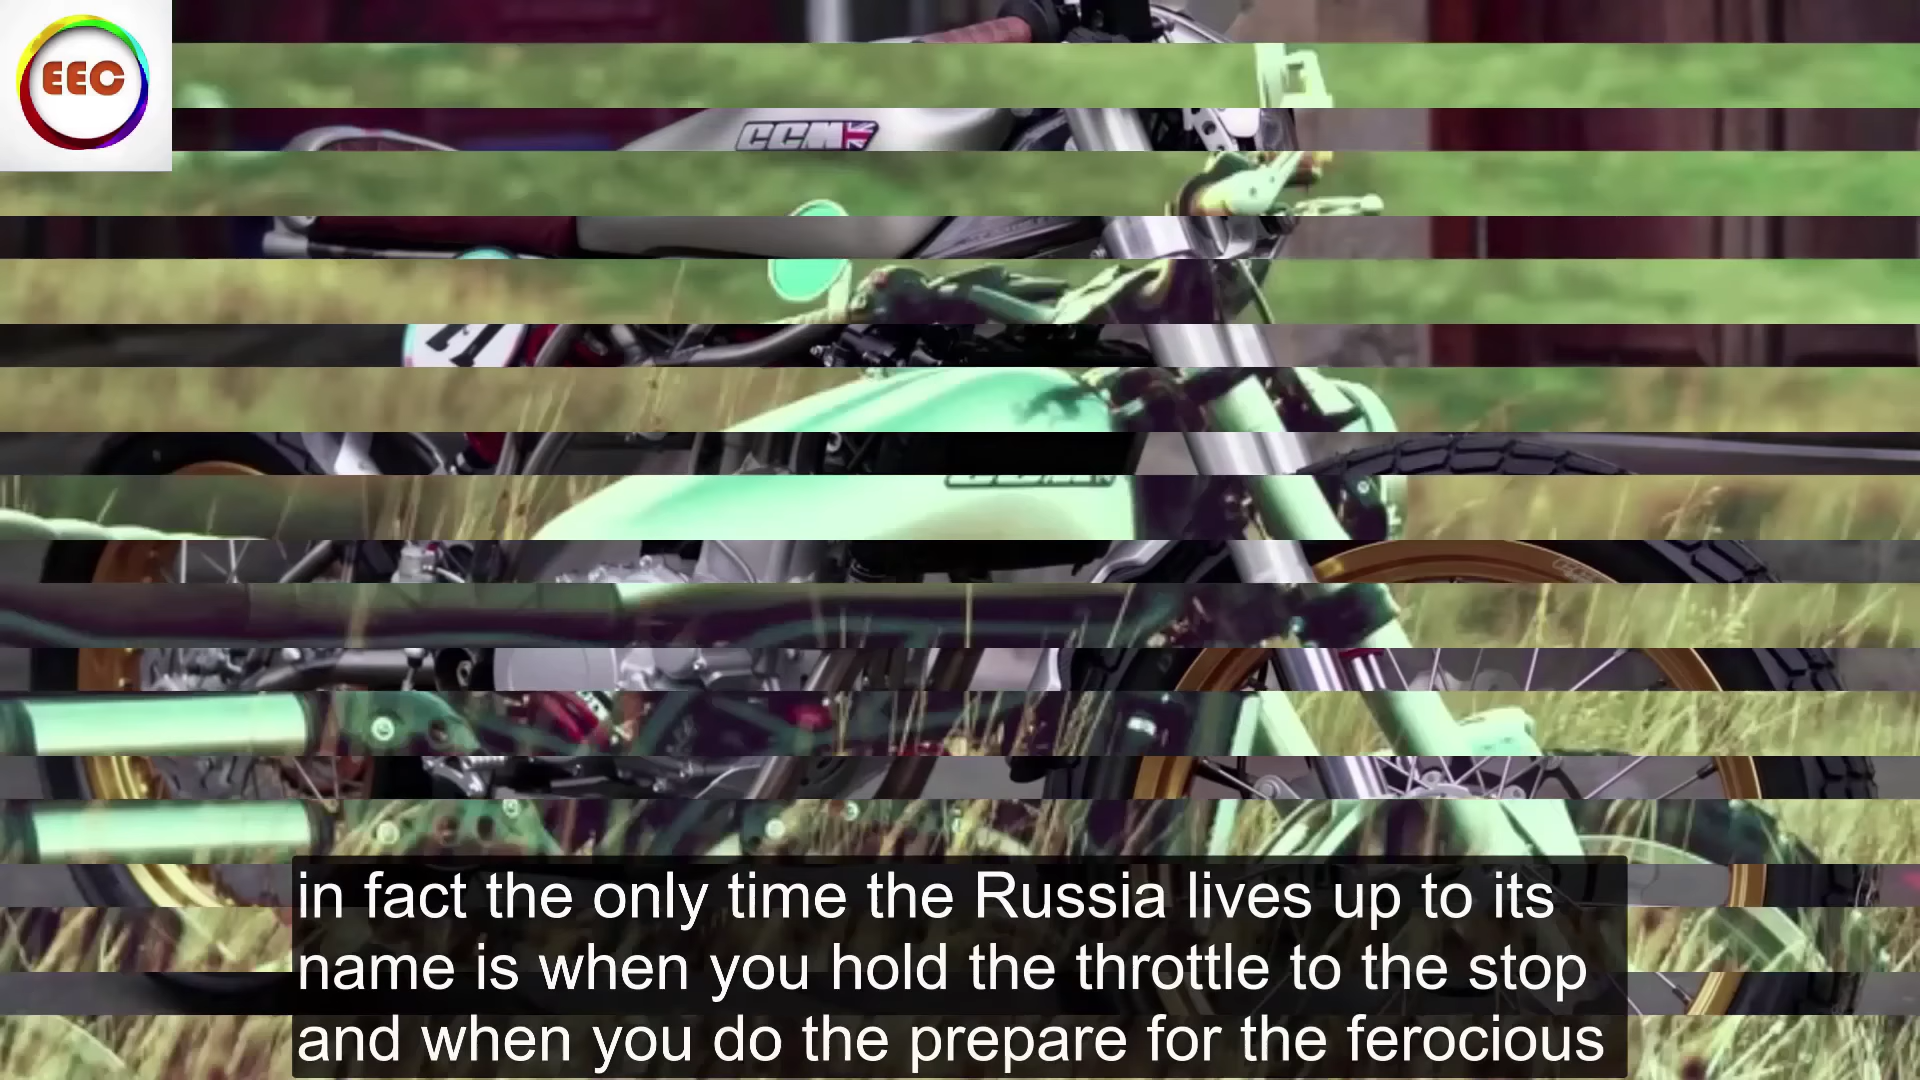 EEC
CCM
in fact the only time the Russia lives up to its
name is when you hold the throttle to the stop
and when you do the prepare for the ferocious